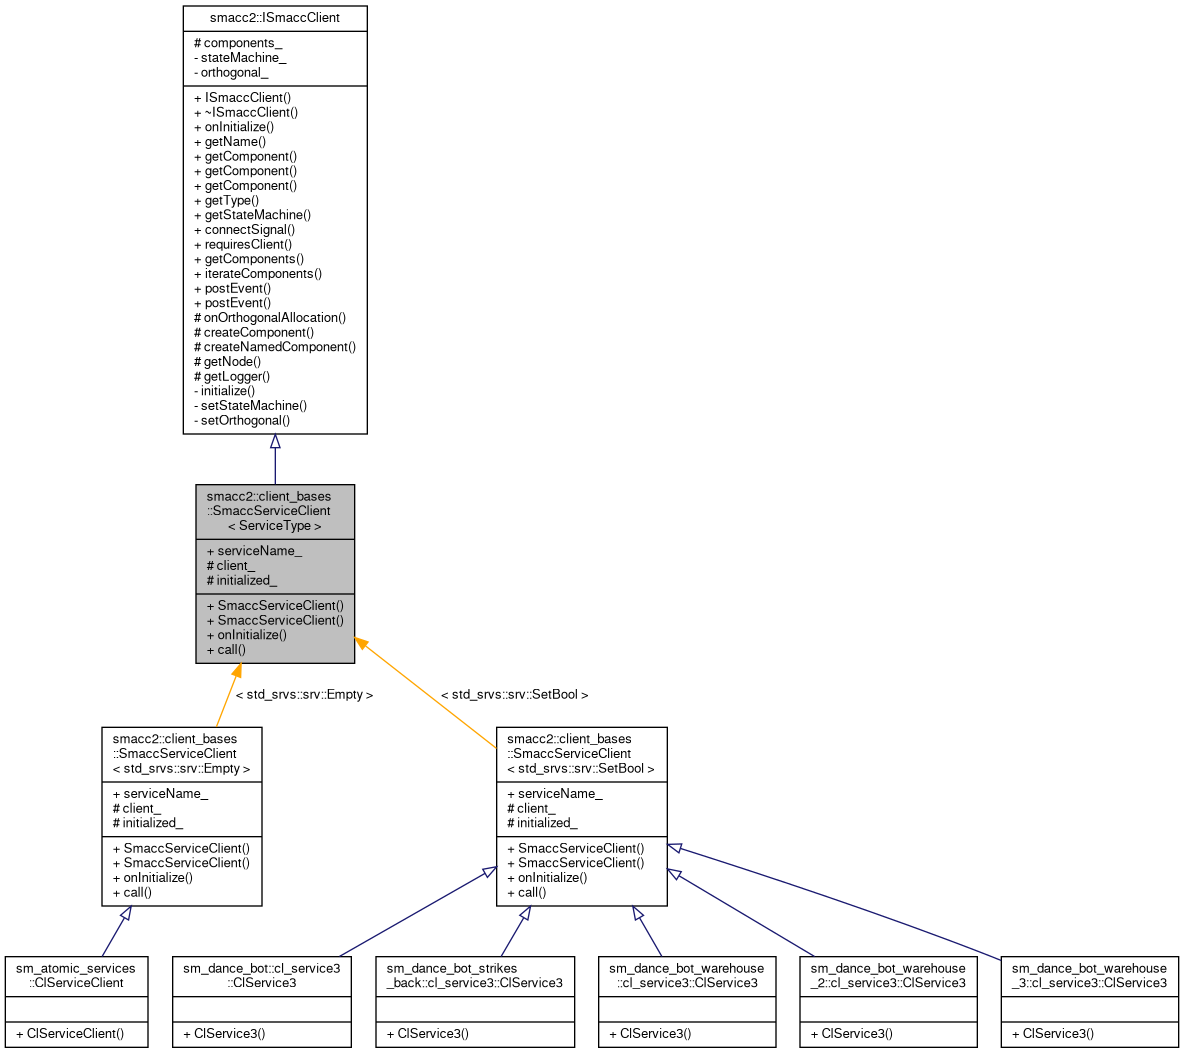 smacc2::ISmaccClient
# components_
- stateMachine_
- orthogonal_
+ ISmaccClient()
+ ~ISmaccClient()
+ onInitialize()
+ getName()
+ getComponent()
+ getComponent()
+ getComponent()
+ getType()
+ getStateMachine()
+ connectSignal()
+ requiresClient()
+ getComponents()
+ iterateComponents()
+ postEvent()
+ postEvent()
# onOrthogonalAllocation()
# createComponent()
# createNamedComponent()
# getNode()
# getLogger()
- initialize()
- setStateMachine()
- setOrthogonal()
smacc2::client_bases
::SmaccServiceClient
< ServiceType >
+ serviceName_
# client_
# initialized_
+ SmaccServiceClient()
+ SmaccServiceClient()
+ onInitialize()
+ call()
< std_srvs::srv::Empty >
< std_srvs::srv::SetBool >
smacc2::client_bases
::SmaccServiceClient
< std_srvs::srv::Empty >
+ serviceName_
# client_
# initialized_
+ SmaccServiceClient()
+ SmaccServiceClient()
+ onInitialize()
+ call()
smacc2::client_bases
::SmaccServiceClient
< std_srvs::srv::SetBool >
+ serviceName_
# client_
# initialized_
+ SmaccServiceClient()
+ SmaccServiceClient()
+ onInitialize()
+ call()
sm_atomic_services
::ClServiceClient
+ ClServiceClient()
sm_dance_bot::cl_service3
::ClService3
+ ClService3()
sm_dance_bot_strikes
_back::cl_service3::ClService3
+ ClService3()
sm_dance_bot_warehouse
::cl_service3::ClService3
+ ClService3()
sm_dance_bot_warehouse
_2::cl_service3::ClService3
+ ClService3()
sm_dance_bot_warehouse
_3::cl_service3::ClService3
+ ClService3()